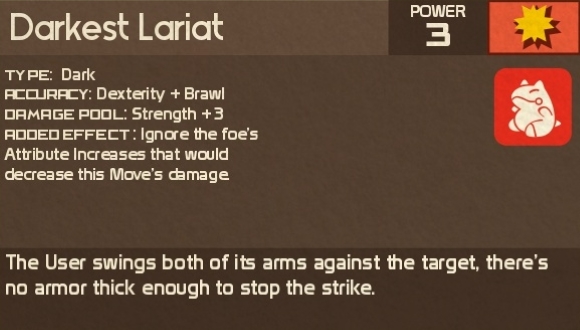 Darkest Lariat
POWER
3
TYPE: Dark
ACCURACY: Dexterity + Brawl
DAMAGE POOL: Strength +3
ADDED EFFECT: Ignore the foe's
Attribute Increases that would
decrease this Move's damage.
The User swings both of its arms against the target, there's
no armor thick enough to stop the strike.